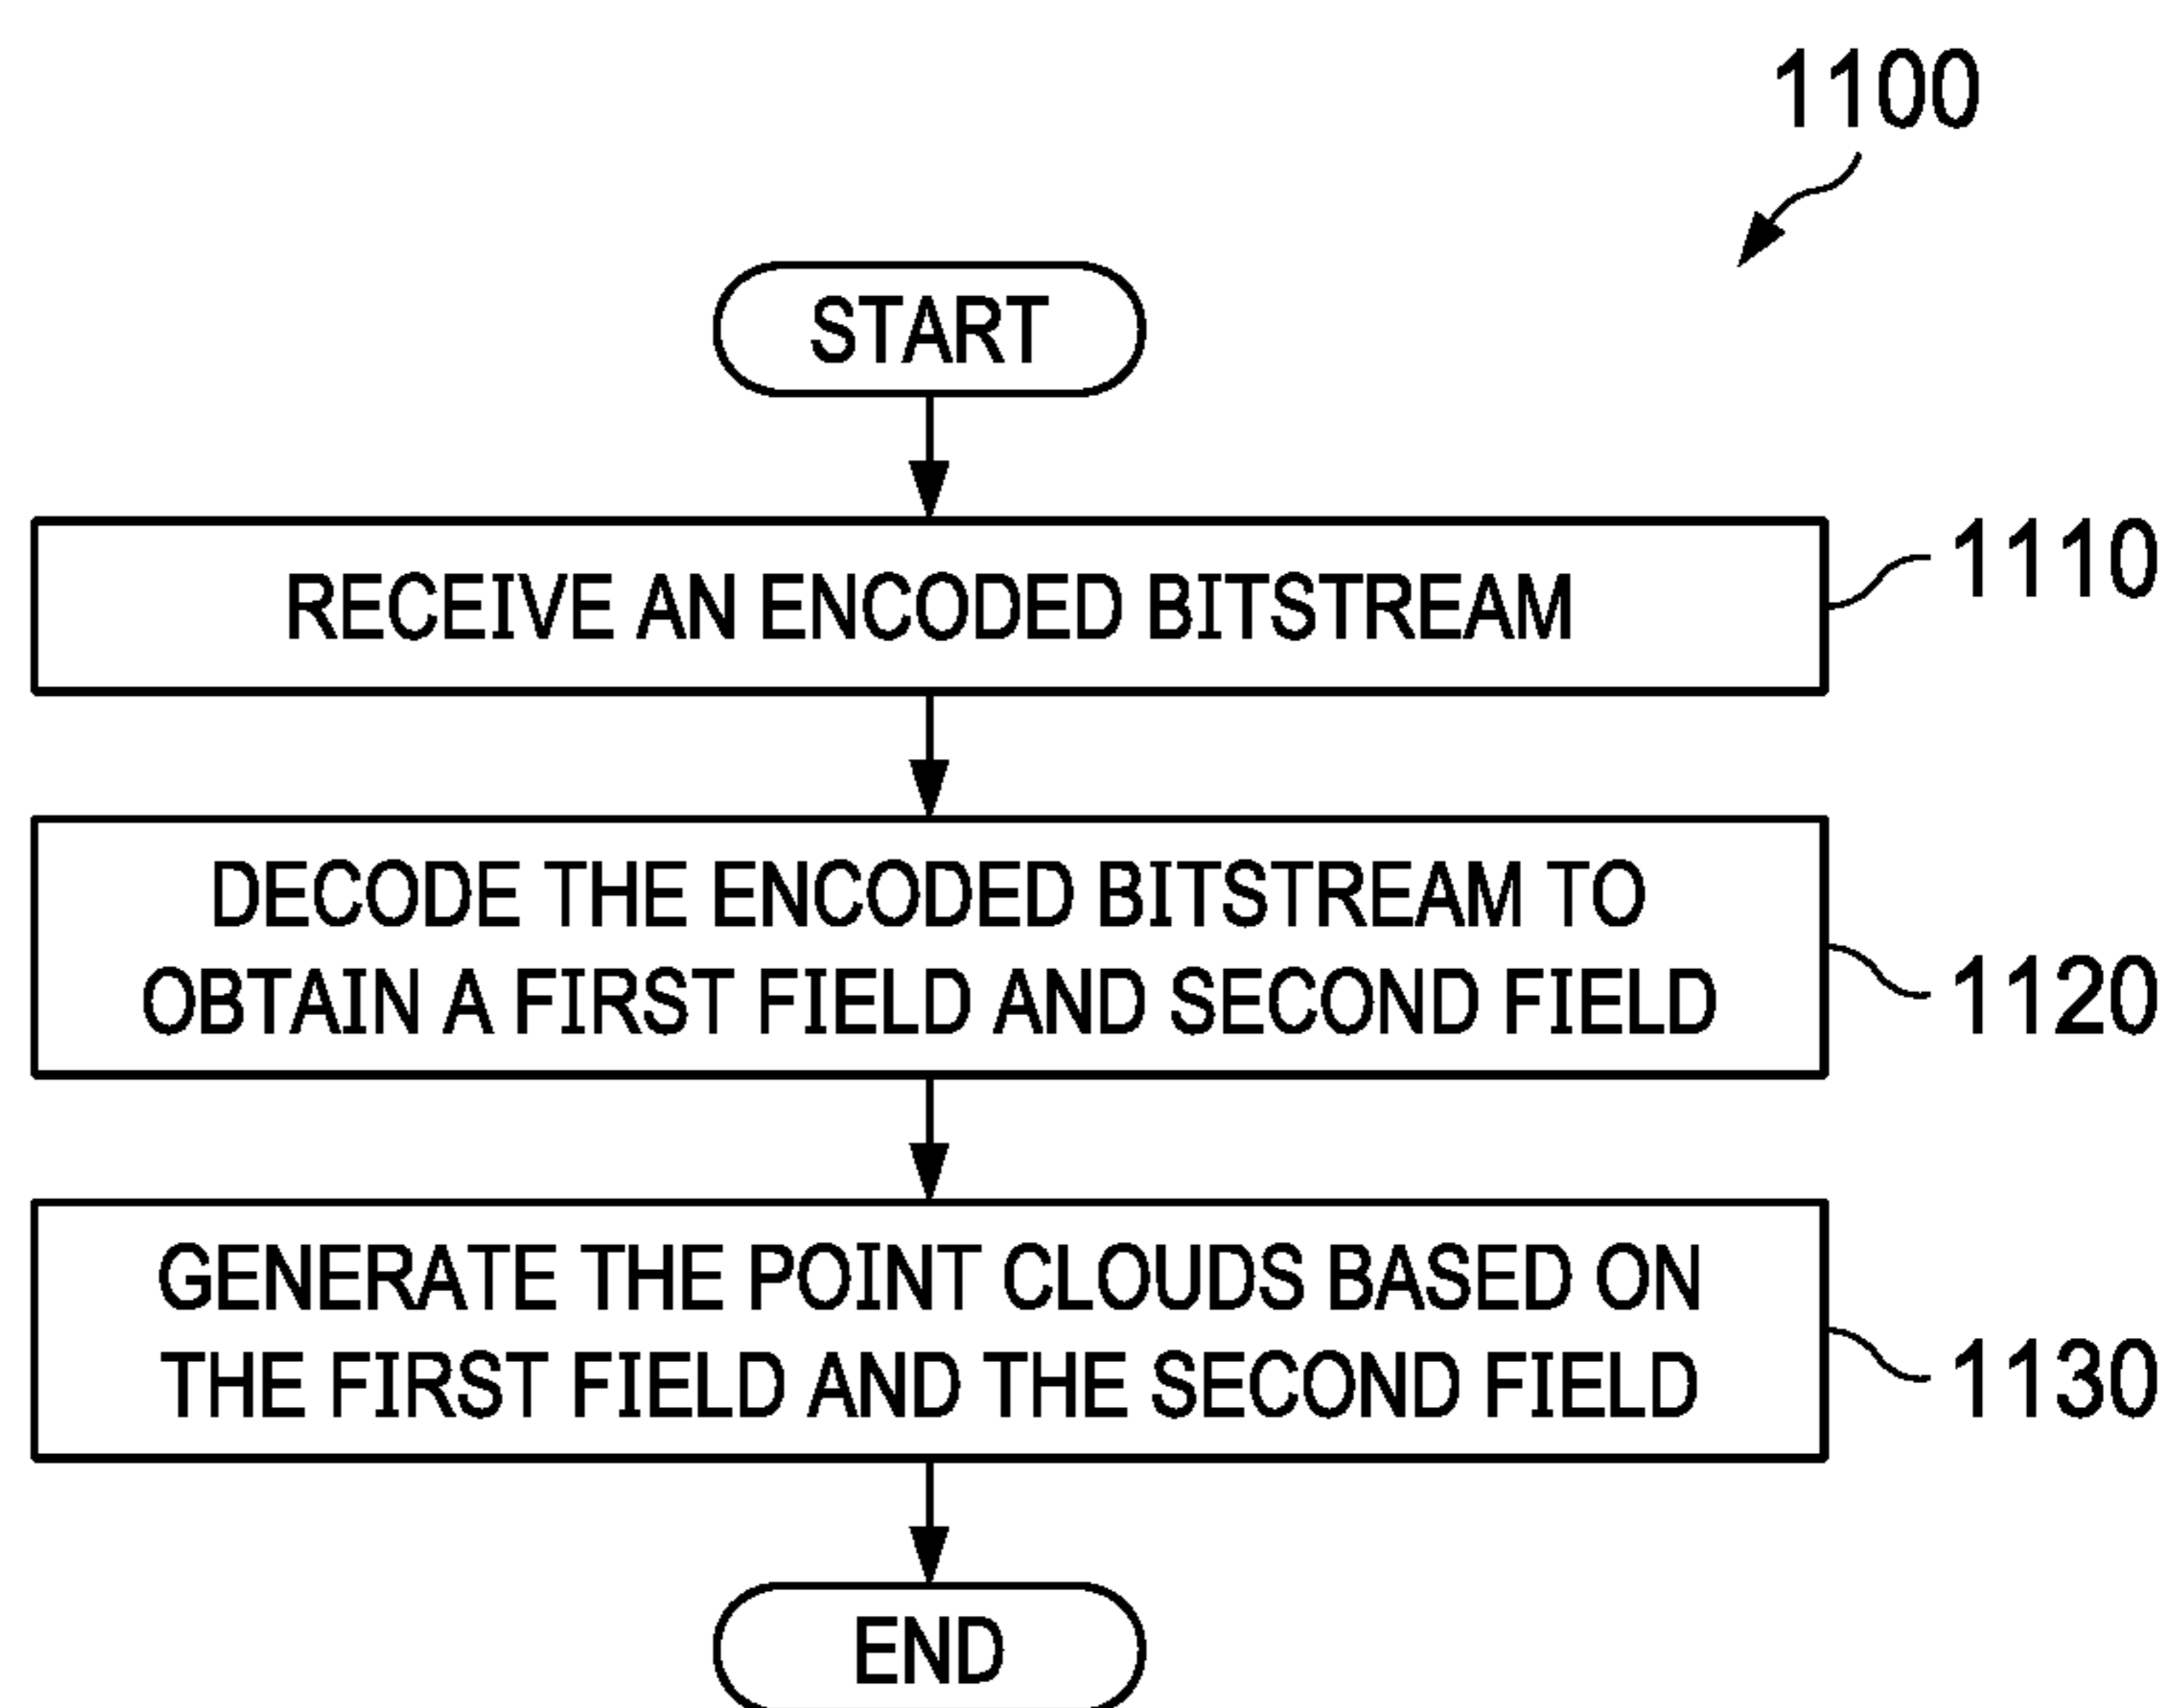 1100
START
RECEIVE AN ENCODED BITSTREAM
1110
DECODE THE ENCODED BITSTREAM TO
OBTAIN A FIRST FIELD AND SECOND FIELD
1120
GENERATE THE POINT CLOUDS BASED ON
THE FIRST FIELD AND THE SECOND FIELD
1130
END